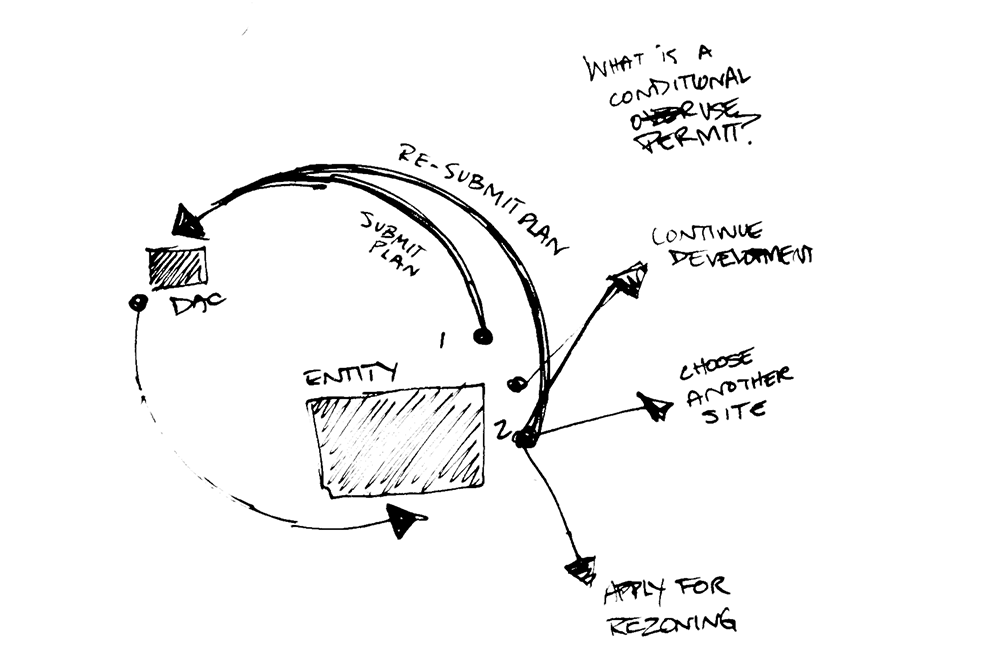 WHAT IS A
CONDITIONAL
USE
PERMIT?
RE-SUBMIT PLAN
SUBMIT
PLAN
CONTINUE
DEVELOPMENT
DAC
1
ENTITY
CHOOSE
ANOTHER
SITE
2
APPLY FOR
REZONING